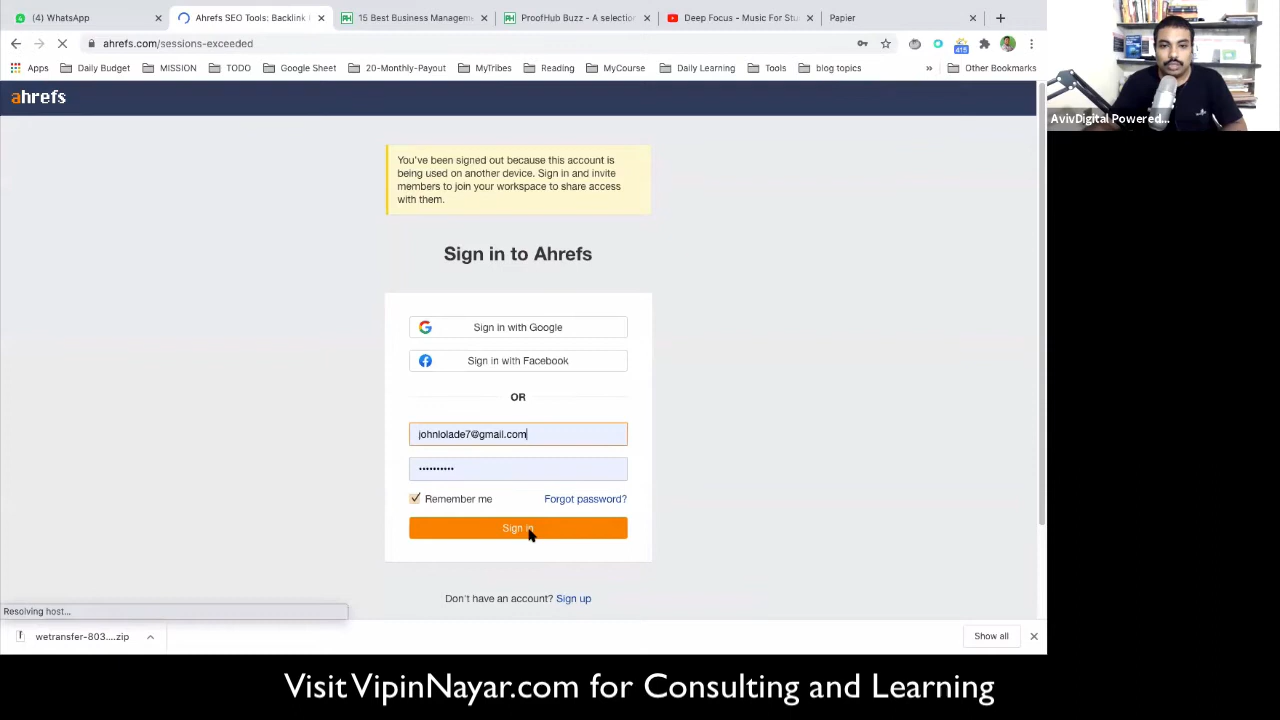 (4) WhatsApp
Ahrefs SEO Tools: Backlink
15 Best Business Manageme
ProofHub Buzz - A selection
Deep Focus - Music For Stu
Papier
ahrefs.com/sessions-exceeded
415
Apps
Daily Budget
MISSION
TODO
Google Sheet
20-Monthly-Payout
Tribes
Reading
MyCourse
Daily Learning
Tools
blog topics
»
Other Bookmarks
ahrefs
AvivDigital Powered...
You've been signed out because this account is
being used on another device. Sign in and invite
members to join your workspace to share access
with them.
Sign in to Ahrefs
Sign in with Google
Sign in with Facebook
OR
johnlolade7@gmail.com
Remember me
Forgot password?
Sign in
Don't have an account? Sign up
Resolving host...
wetransfer-803....zip
Show all
Visit VipinNayar.com for Consulting and Learning